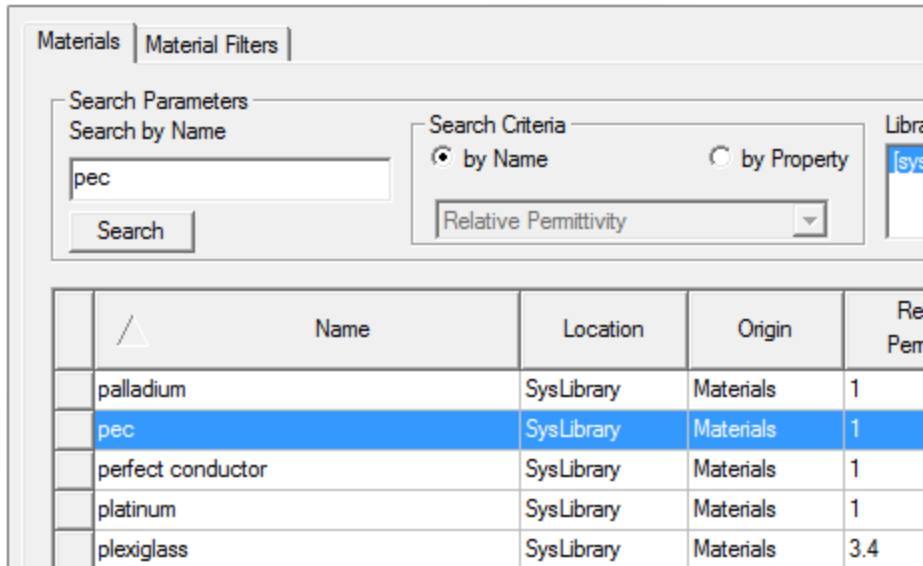 Materials Material Filters
Search Parameters
Search by Name
pec
Search
Search Criteria
by Name by Property
Relative Permittivity
Name Location Origin
palladium SysLibrary Materials 1
pec SysLibrary Materials 1
perfect conductor SysLibrary Materials 1
platinum SysLibrary Materials 1
plexiglass SysLibrary Materials 3.4